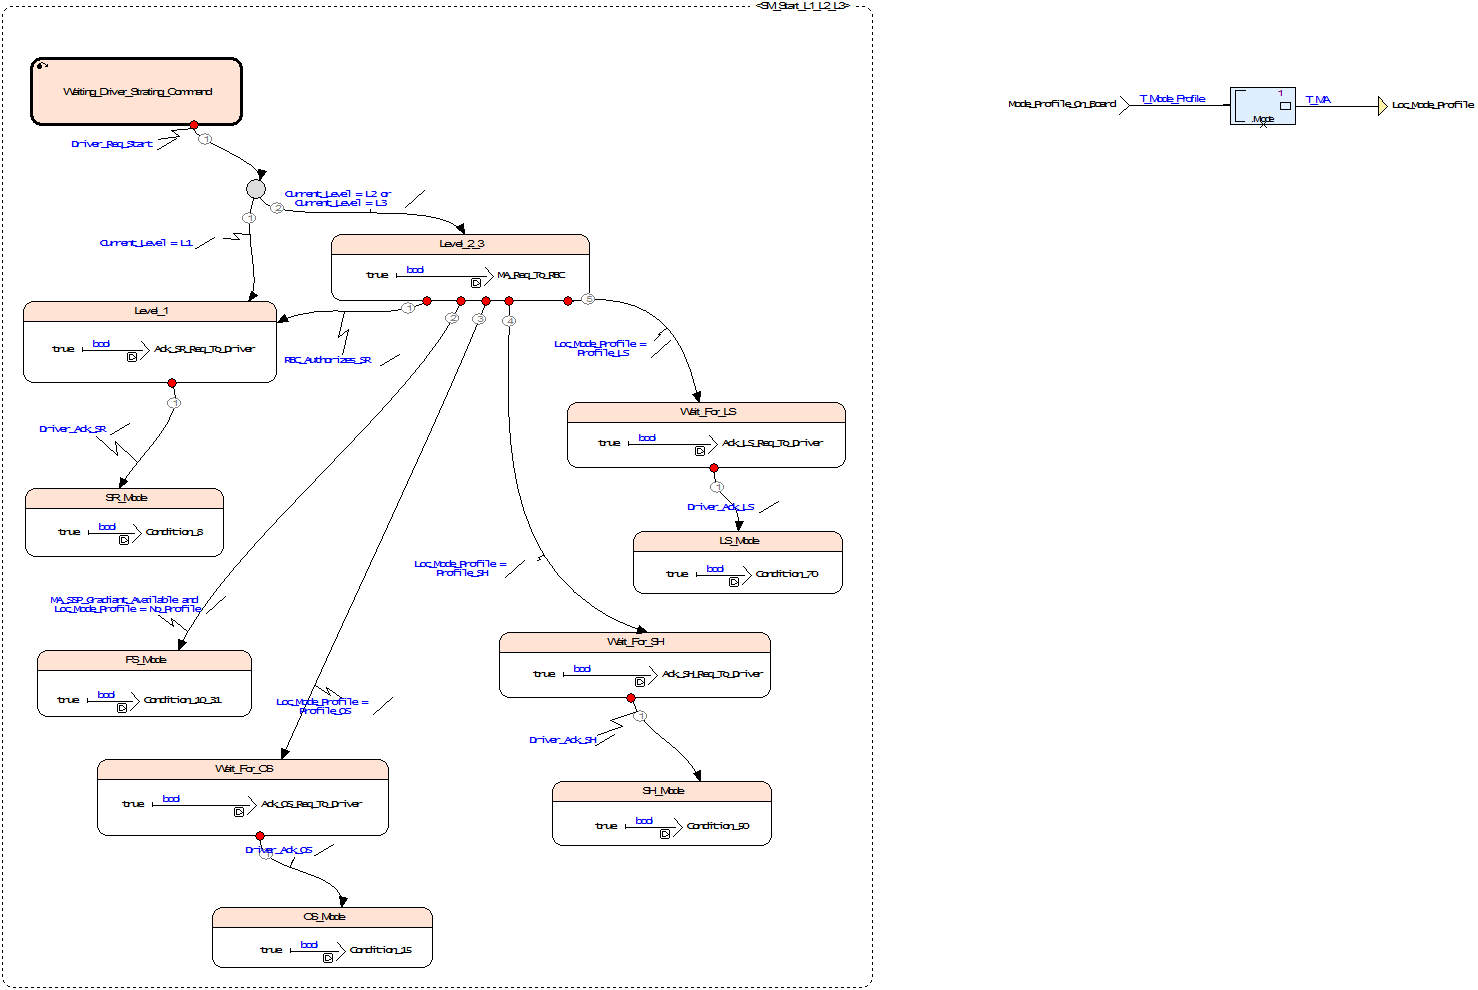 <SM_Start_L1_L2_L3>
Waiting_Driver_Strating_Command
1
Driver_Req_Start
1
Mode_Profile_On_Board
T_Mode_Profile
1
.Mode
T_MA
Loc_Mode_Profile
Current_Level = L2 or
Current_Level = L3
2
1
Current_Level = L1
Level_2_3
true
bool
MA_Req_To_RBC
1
2
3
4
5
Level_1
true
bool
Ack_SR_Req_To_Driver
RBC_Authorizes_SR
Loc_Mode_Profile =
Profile_LS
1
Driver_Ack_SR
Wait_For_LS
true
bool
Ack_LS_Req_To_Driver
1
Driver_Ack_LS
SR_Mode
true
bool
Condition_8
LS_Mode
true
bool
Condition_70
Loc_Mode_Profile =
Profile_SH
MA_SSP_Gradiant_Available and
Loc_Mode_Profile = No_Profile
FS_Mode
true
bool
Condition_10_31
Wait_For_SH
true
bool
Ack_SH_Req_To_Driver
Loc_Mode_Profile =
Profile_OS
1
Driver_Ack_SH
Wait_For_OS
true
bool
Ack_OS_Req_To_Driver
SH_Mode
true
bool
Condition_50
Driver_Ack_OS
1
OS_Mode
true
bool
Condition_15